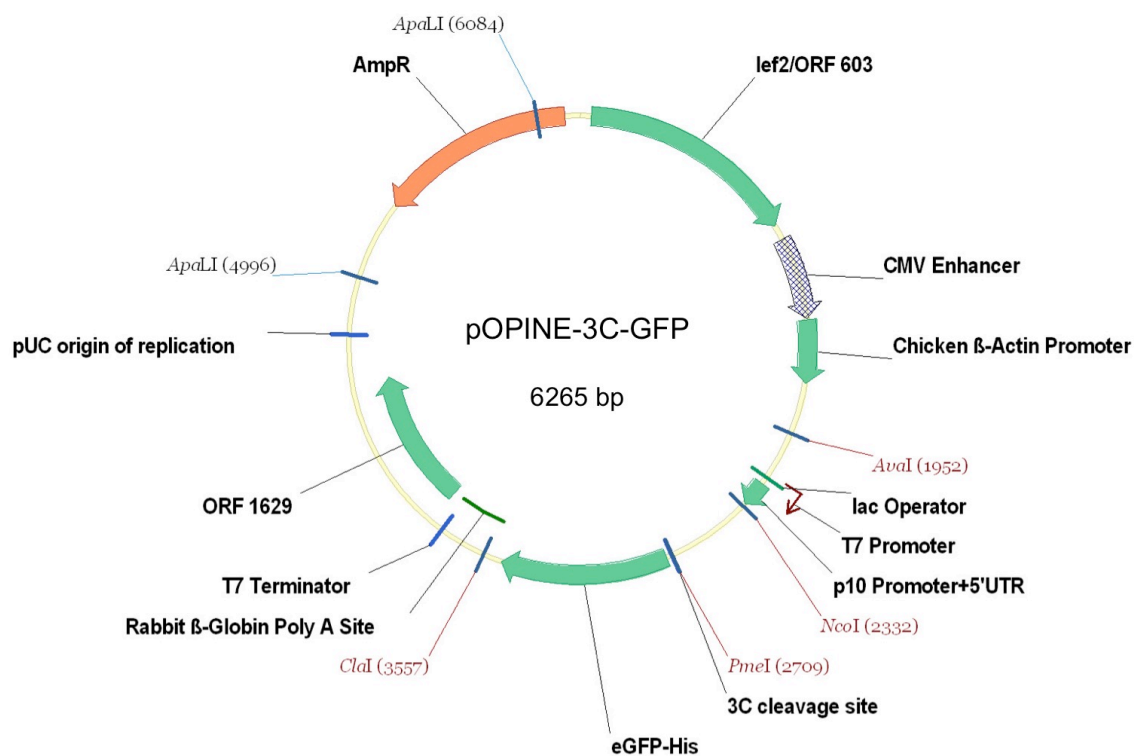 ApaLI (6084)
AmpR
lef2/ORF 603
ApaLI (4996)
CMV Enhancer
pOPINE-3C-GFP
pUC origin of replication
Chicken ß-Actin Promoter
6265 bp
AvaI (1952)
ORF 1629
lac Operator
T7 Promoter
T7 Terminator
p10 Promoter+5'UTR
Rabbit ß-Globin Poly A Site
NcoI (2332)
ClaI (3557)
PmeI (2709)
3C cleavage site
eGFP-His